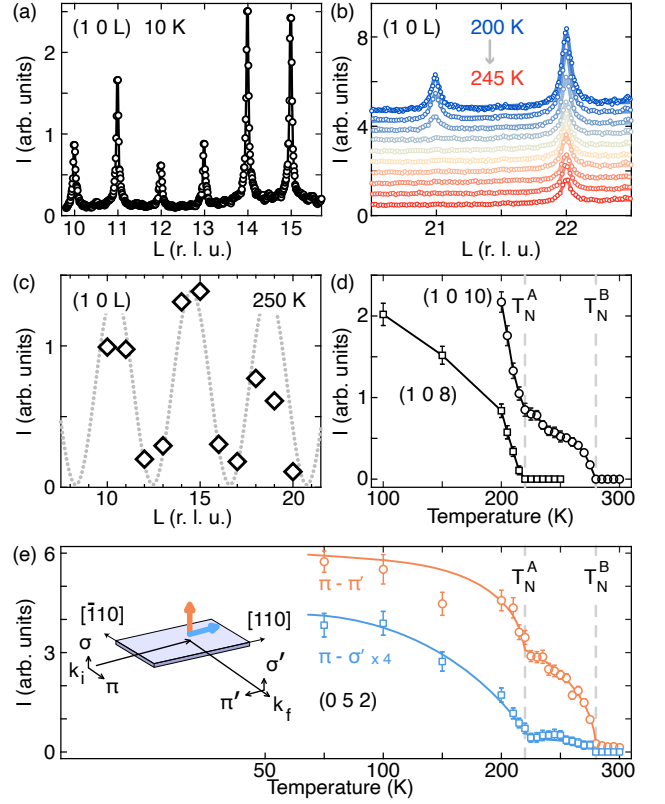 (a) (1 0 L) 10 K
I (arb. units)
2
1
0
10 11 12 13 14 15
L (r. l. u.)
(b) (1 0 L) 200 K
245 K
I (arb. units)
8
4
0
21 22
L (r. l. u.)
(c) (1 0 L) 250 K
I (arb. units)
1
0
10 15 20
L (r. l. u.)
(d) (1 0 10) T_N^A T_N^B
(1 0 8)
I (arb. units)
2
1
0
100 200 300
Temperature (K)
(e)
I (arb. units)
6
3
0
π - π′
T_N^A T_N^B
π - σ′ x 4
(0 5 2)
[1̄10] [110]
σ
k_i
π
σ′
π′
k_f
50 100 200 300
Temperature (K)